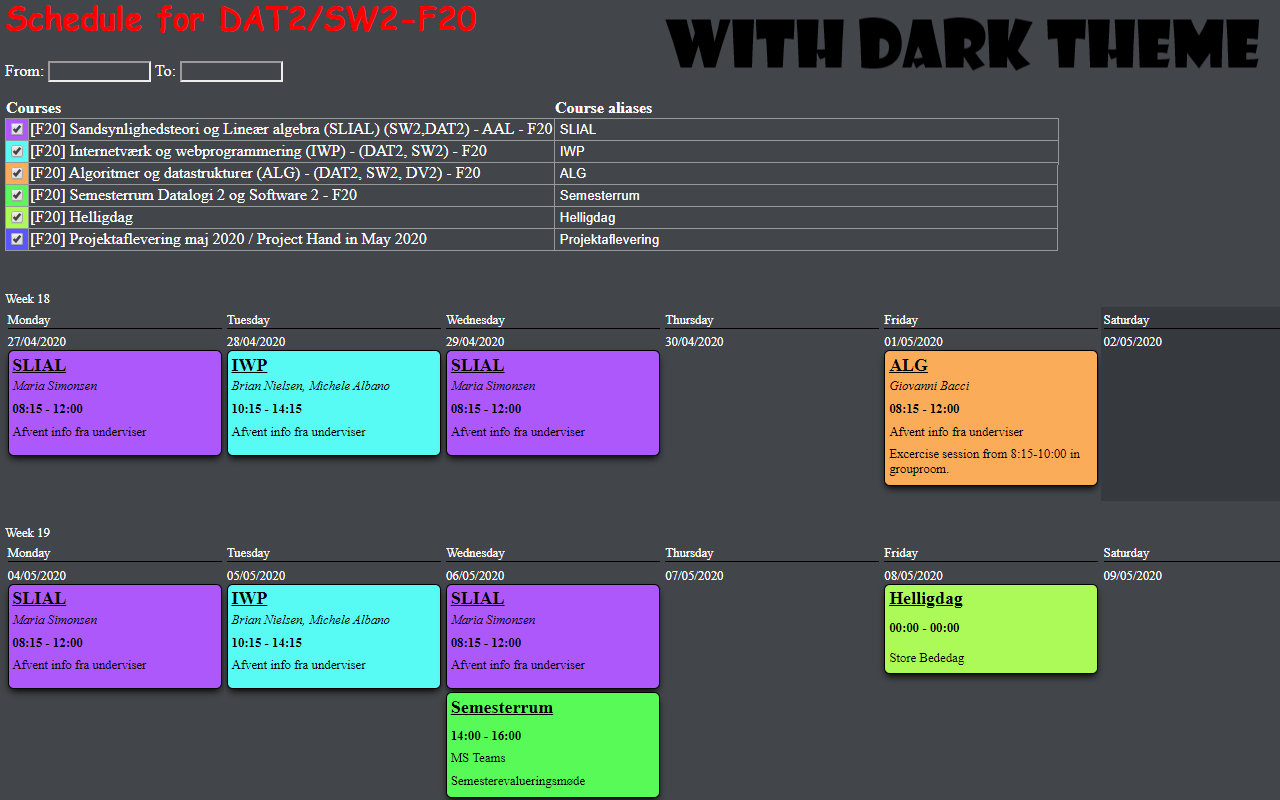 Schedule for DAT2/SW2-F20
WITH DARK THEME
From: To:
Courses Course aliases
[F20] Sandsynlighedsteori og Lineær algebra (SLIAL) (SW2,DAT2) - AAL - F20 SLIAL
[F20] Internetværk og webprogrammering (IWP) - (DAT2, SW2) - F20 IWP
[F20] Algoritmer og datastrukturer (ALG) - (DAT2, SW2, DV2) - F20 ALG
[F20] Semesterrum Datalogi 2 og Software 2 - F20 Semesterrum
[F20] Helligdag Helligdag
[F20] Projektaflevering maj 2020 / Project Hand in May 2020 Projektaflevering
Week 18
Monday Tuesday Wednesday Thursday Friday Saturday
27/04/2020 28/04/2020 29/04/2020 30/04/2020 01/05/2020 02/05/2020
SLIAL IWP SLIAL ALG
Maria Simonsen Brian Nielsen, Michele Albano Maria Simonsen Giovanni Bacci
08:15 - 12:00 10:15 - 14:15 08:15 - 12:00 08:15 - 12:00
Afvent info fra underviser Afvent info fra underviser Afvent info fra underviser Afvent info fra underviser
Excercise session from 8:15-10:00 in
grouproom.
Week 19
Monday Tuesday Wednesday Thursday Friday Saturday
04/05/2020 05/05/2020 06/05/2020 07/05/2020 08/05/2020 09/05/2020
SLIAL IWP SLIAL Helligdag
Maria Simonsen Brian Nielsen, Michele Albano Maria Simonsen
08:15 - 12:00 10:15 - 14:15 08:15 - 12:00 00:00 - 00:00
Afvent info fra underviser Afvent info fra underviser Afvent info fra underviser Store Bededag
Semesterrum
14:00 - 16:00
MS Teams
Semesterevalueringsmøde